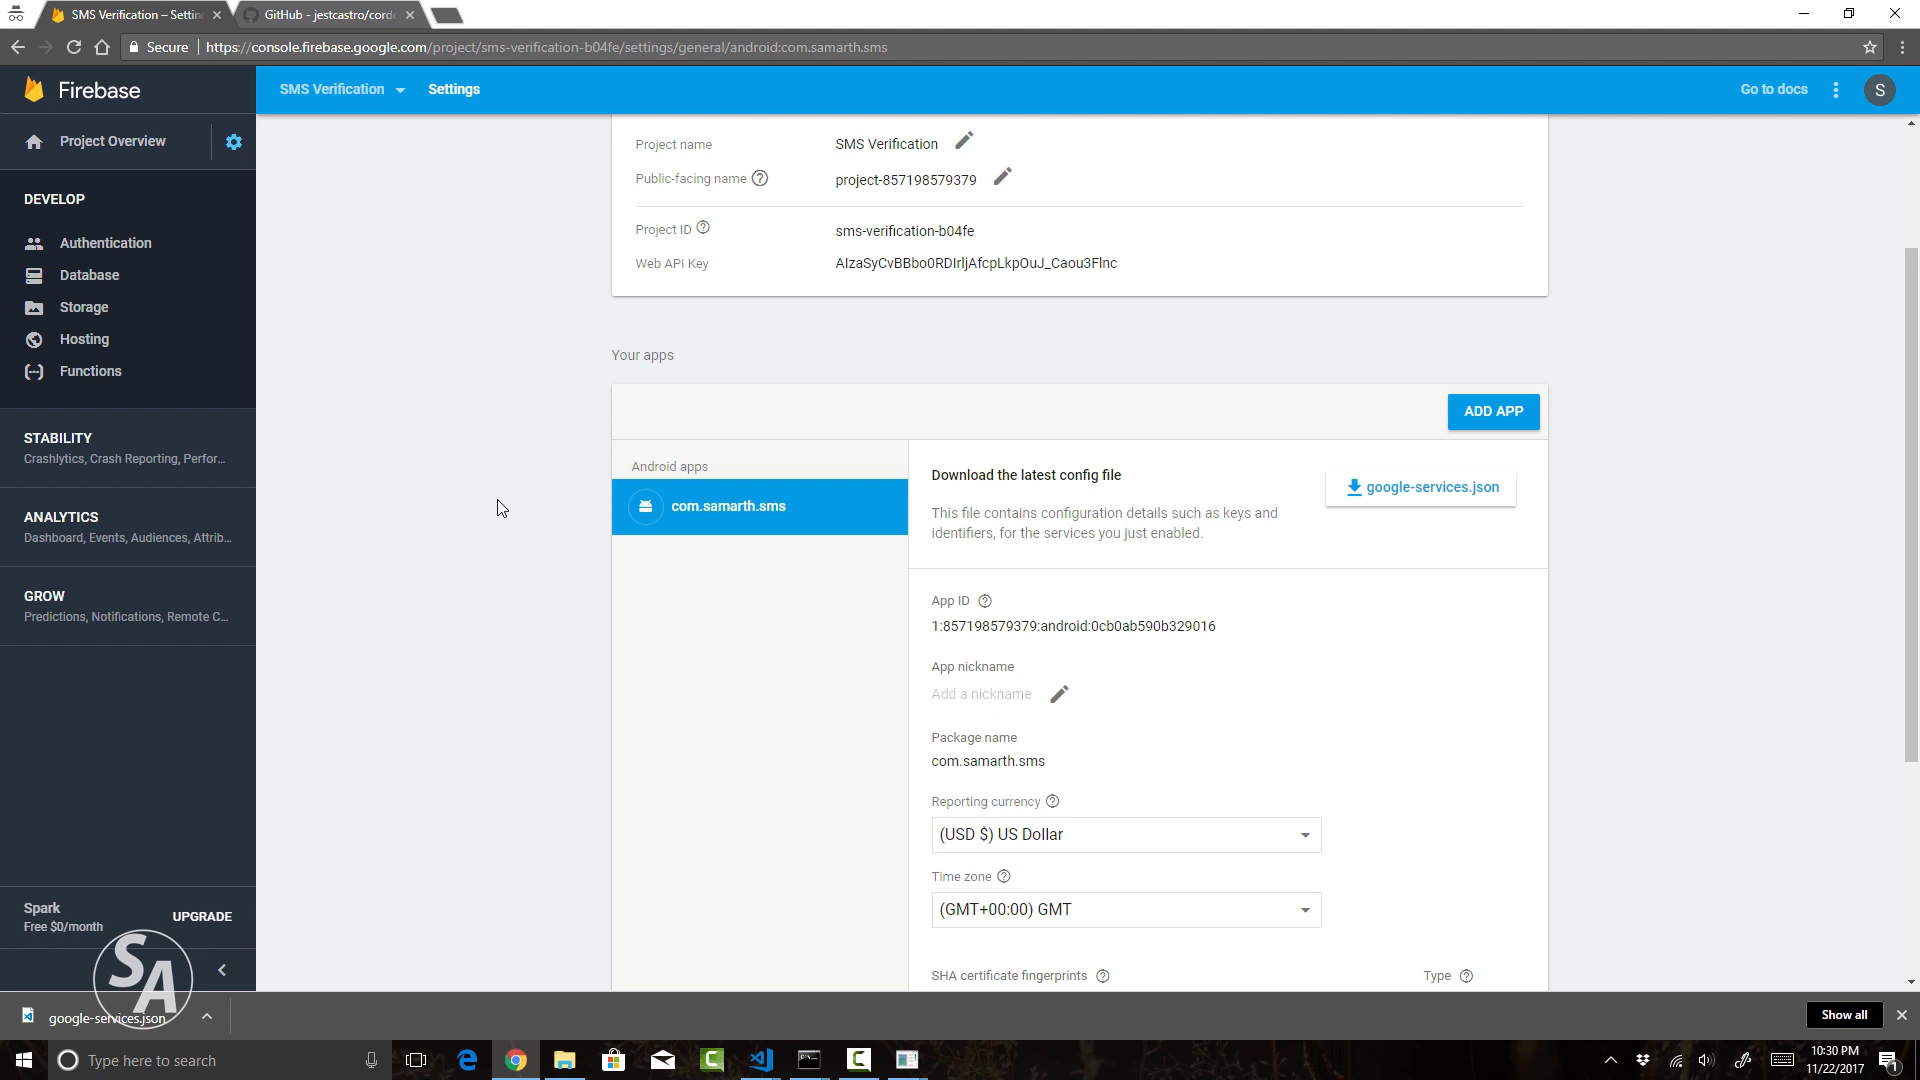 SMS Verification – Settin
GitHub - jestcastro/cord
Secure
https://console.firebase.google.com/project/sms-verification-b04fe/settings/general/android:com.samarth.sms
Firebase
SMS Verification
Settings
Go to docs
S
Project Overview
DEVELOP
Authentication
Database
Storage
Hosting
Functions
STABILITY
Crashlytics, Crash Reporting, Perfor...
ANALYTICS
Dashboard, Events, Audiences, Attrib...
GROW
Predictions, Notifications, Remote C...
Spark
Free $0/month
UPGRADE
SA
Project name
SMS Verification
Public-facing name
project-857198579379
Project ID
sms-verification-b04fe
Web API Key
AIzaSyCvBBbo0RDIrljAfcpLkpOuJ_Caou3FInc
Your apps
ADD APP
Android apps
com.samarth.sms
Download the latest config file
google-services.json
This file contains configuration details such as keys and
identifiers, for the services you just enabled.
App ID
1:857198579379:android:0cb0ab590b329016
App nickname
Add a nickname
Package name
com.samarth.sms
Reporting currency
(USD $) US Dollar
Time zone
(GMT+00:00) GMT
SHA certificate fingerprints
Type
google-services.json
Show all
Type here to search
10:30 PM
11/22/2017
1